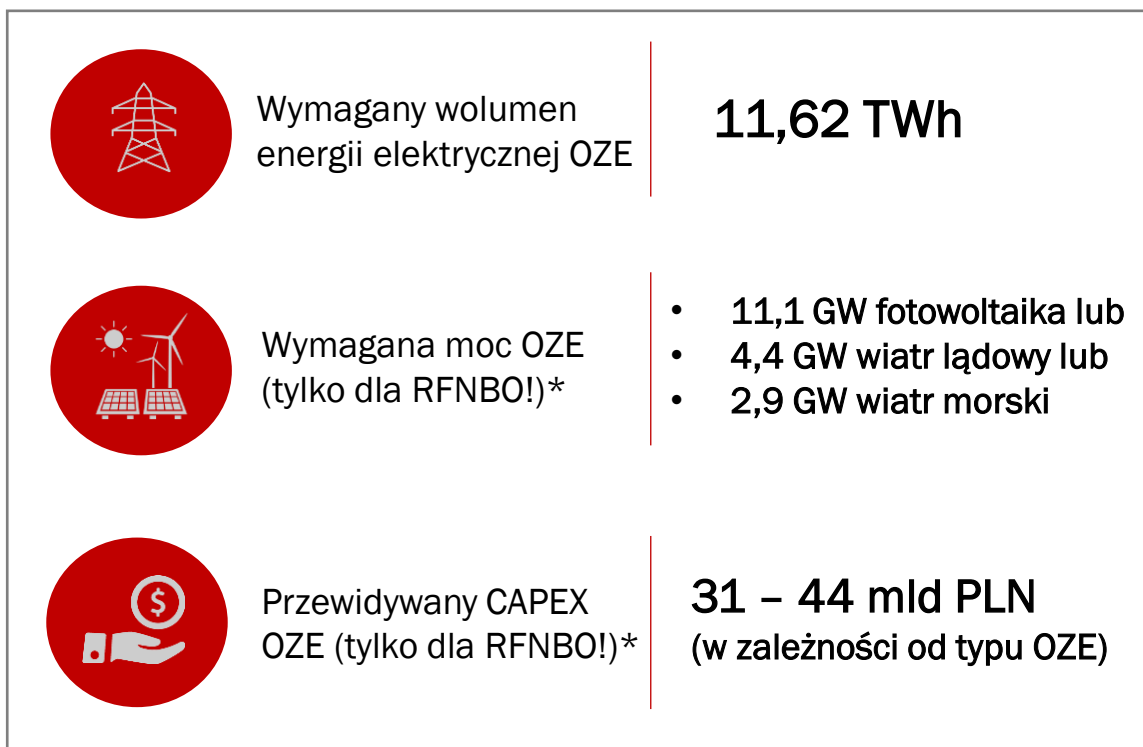 Wymagany wolumen
energii elektrycznej OZE
11,62 TWh
Wymagana moc OZE
(tylko dla RFNBO!)*
• 11,1 GW fotowoltaika lub
• 4,4 GW wiatr lądowy lub
• 2,9 GW wiatr morski
$
Przewidywany CAPEX
OZE (tylko dla RFNBO!)*
31 – 44 mld PLN
(w zależności od typu OZE)